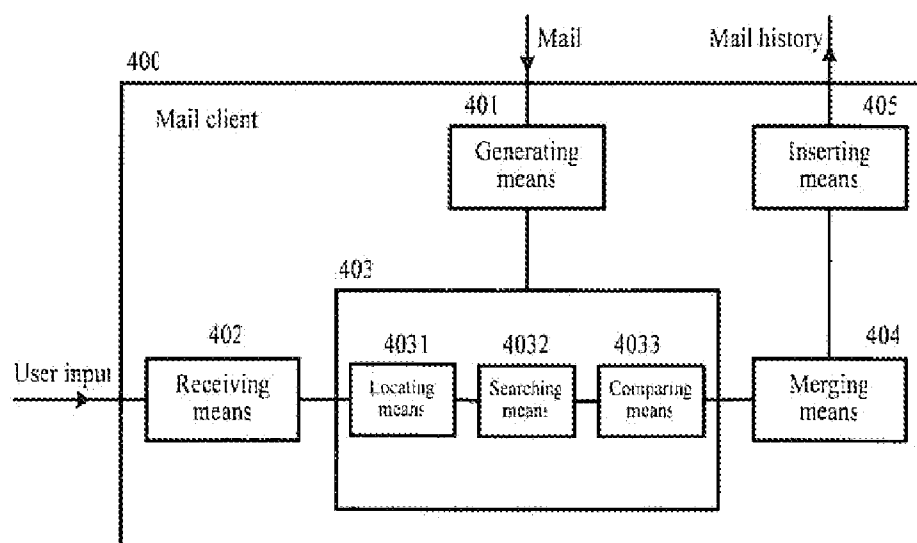 Mail
Mail history
400
Mail client
401
405
Generating
means
Inserting
means
403
402
4031
4032
4033
404
User input
Receiving
means
Locating
means
Searching
means
Comparing
means
Merging
means